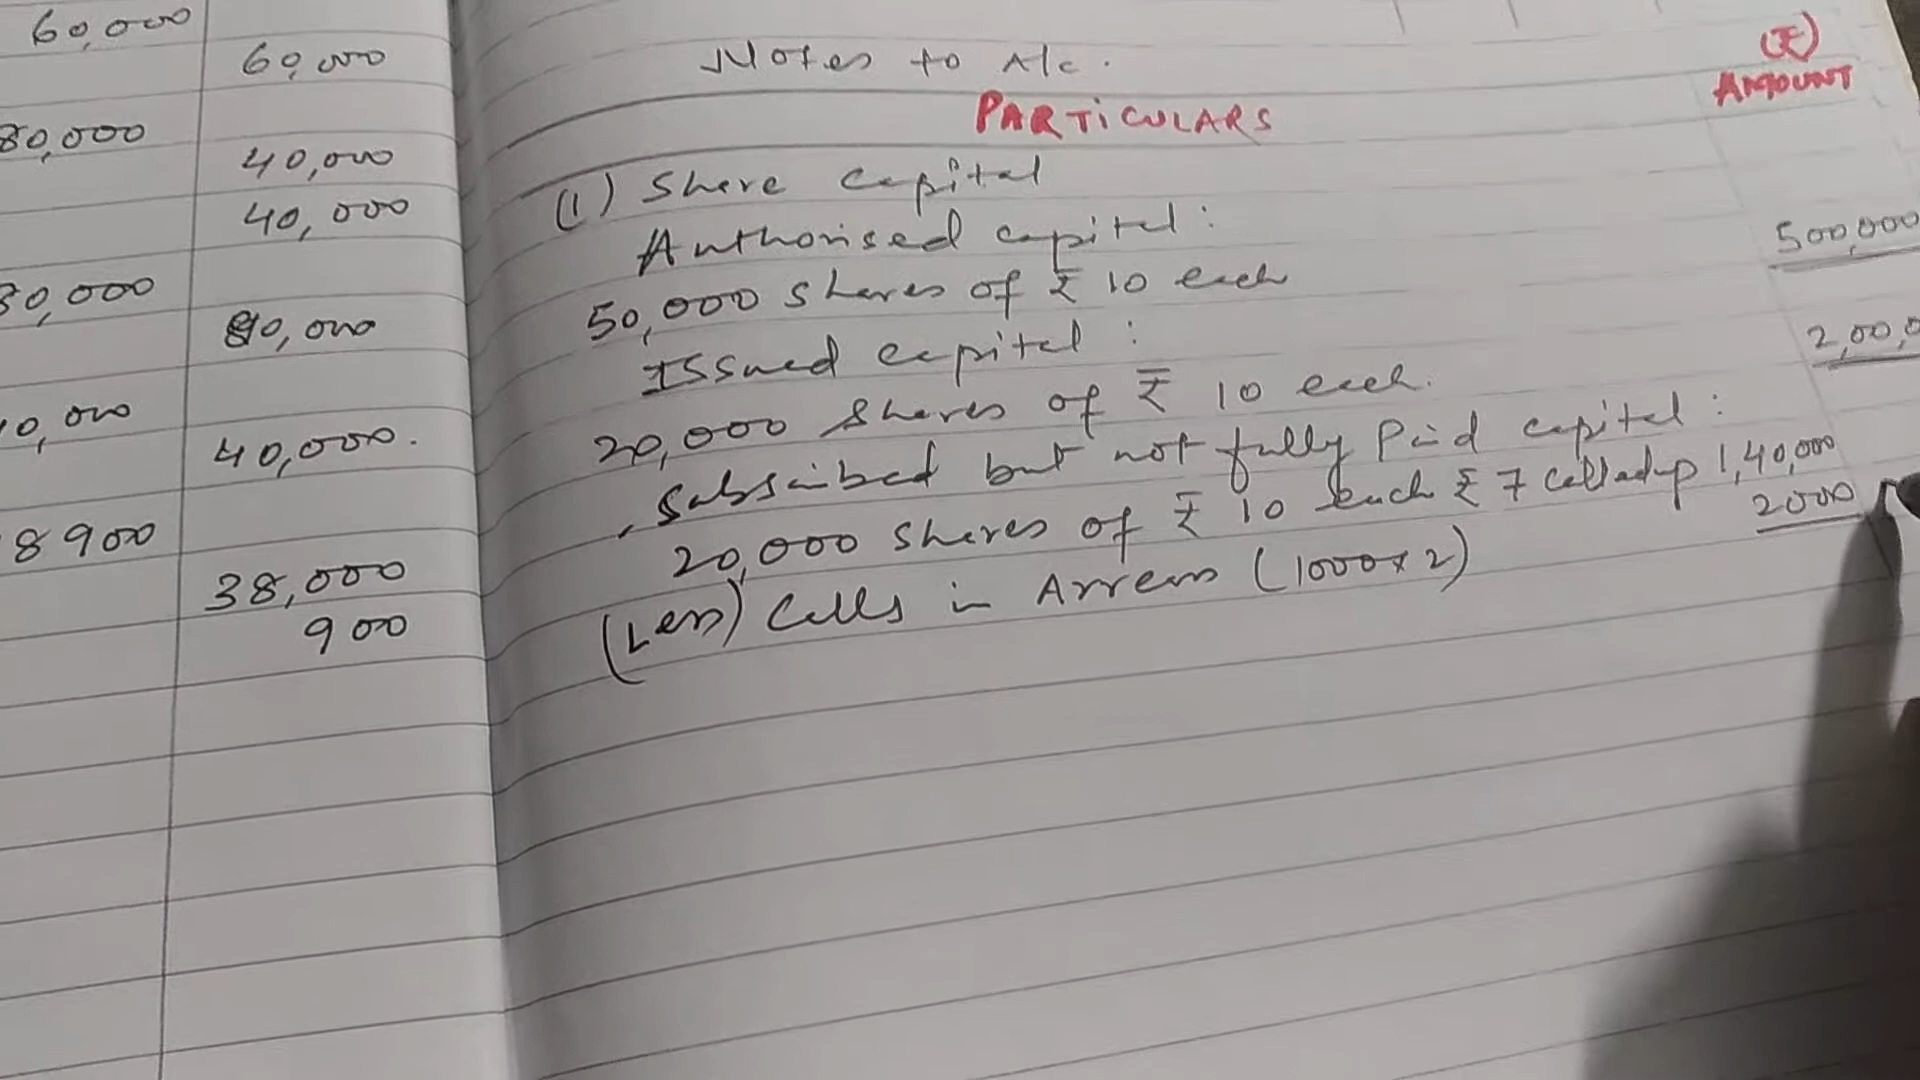 60,000
60,000
80,000
40,000
40,000
30,000
80,000
10,000
40,000.
8900
38,000
900
Notes to A/c.
PARTICULARS
(₹)
AMOUNT
(1) Share capital
Authorised capital:
50,000 shares of ₹ 10 each
500,000
Issued capital:
20,000 shares of ₹ 10 each.
2,00,0
Subscribed but not fully Paid capital:
20,000 shares of ₹ 10 each ₹ 7 called up 1,40,000
(Less) Calls in Arrears (1000×2)
2000